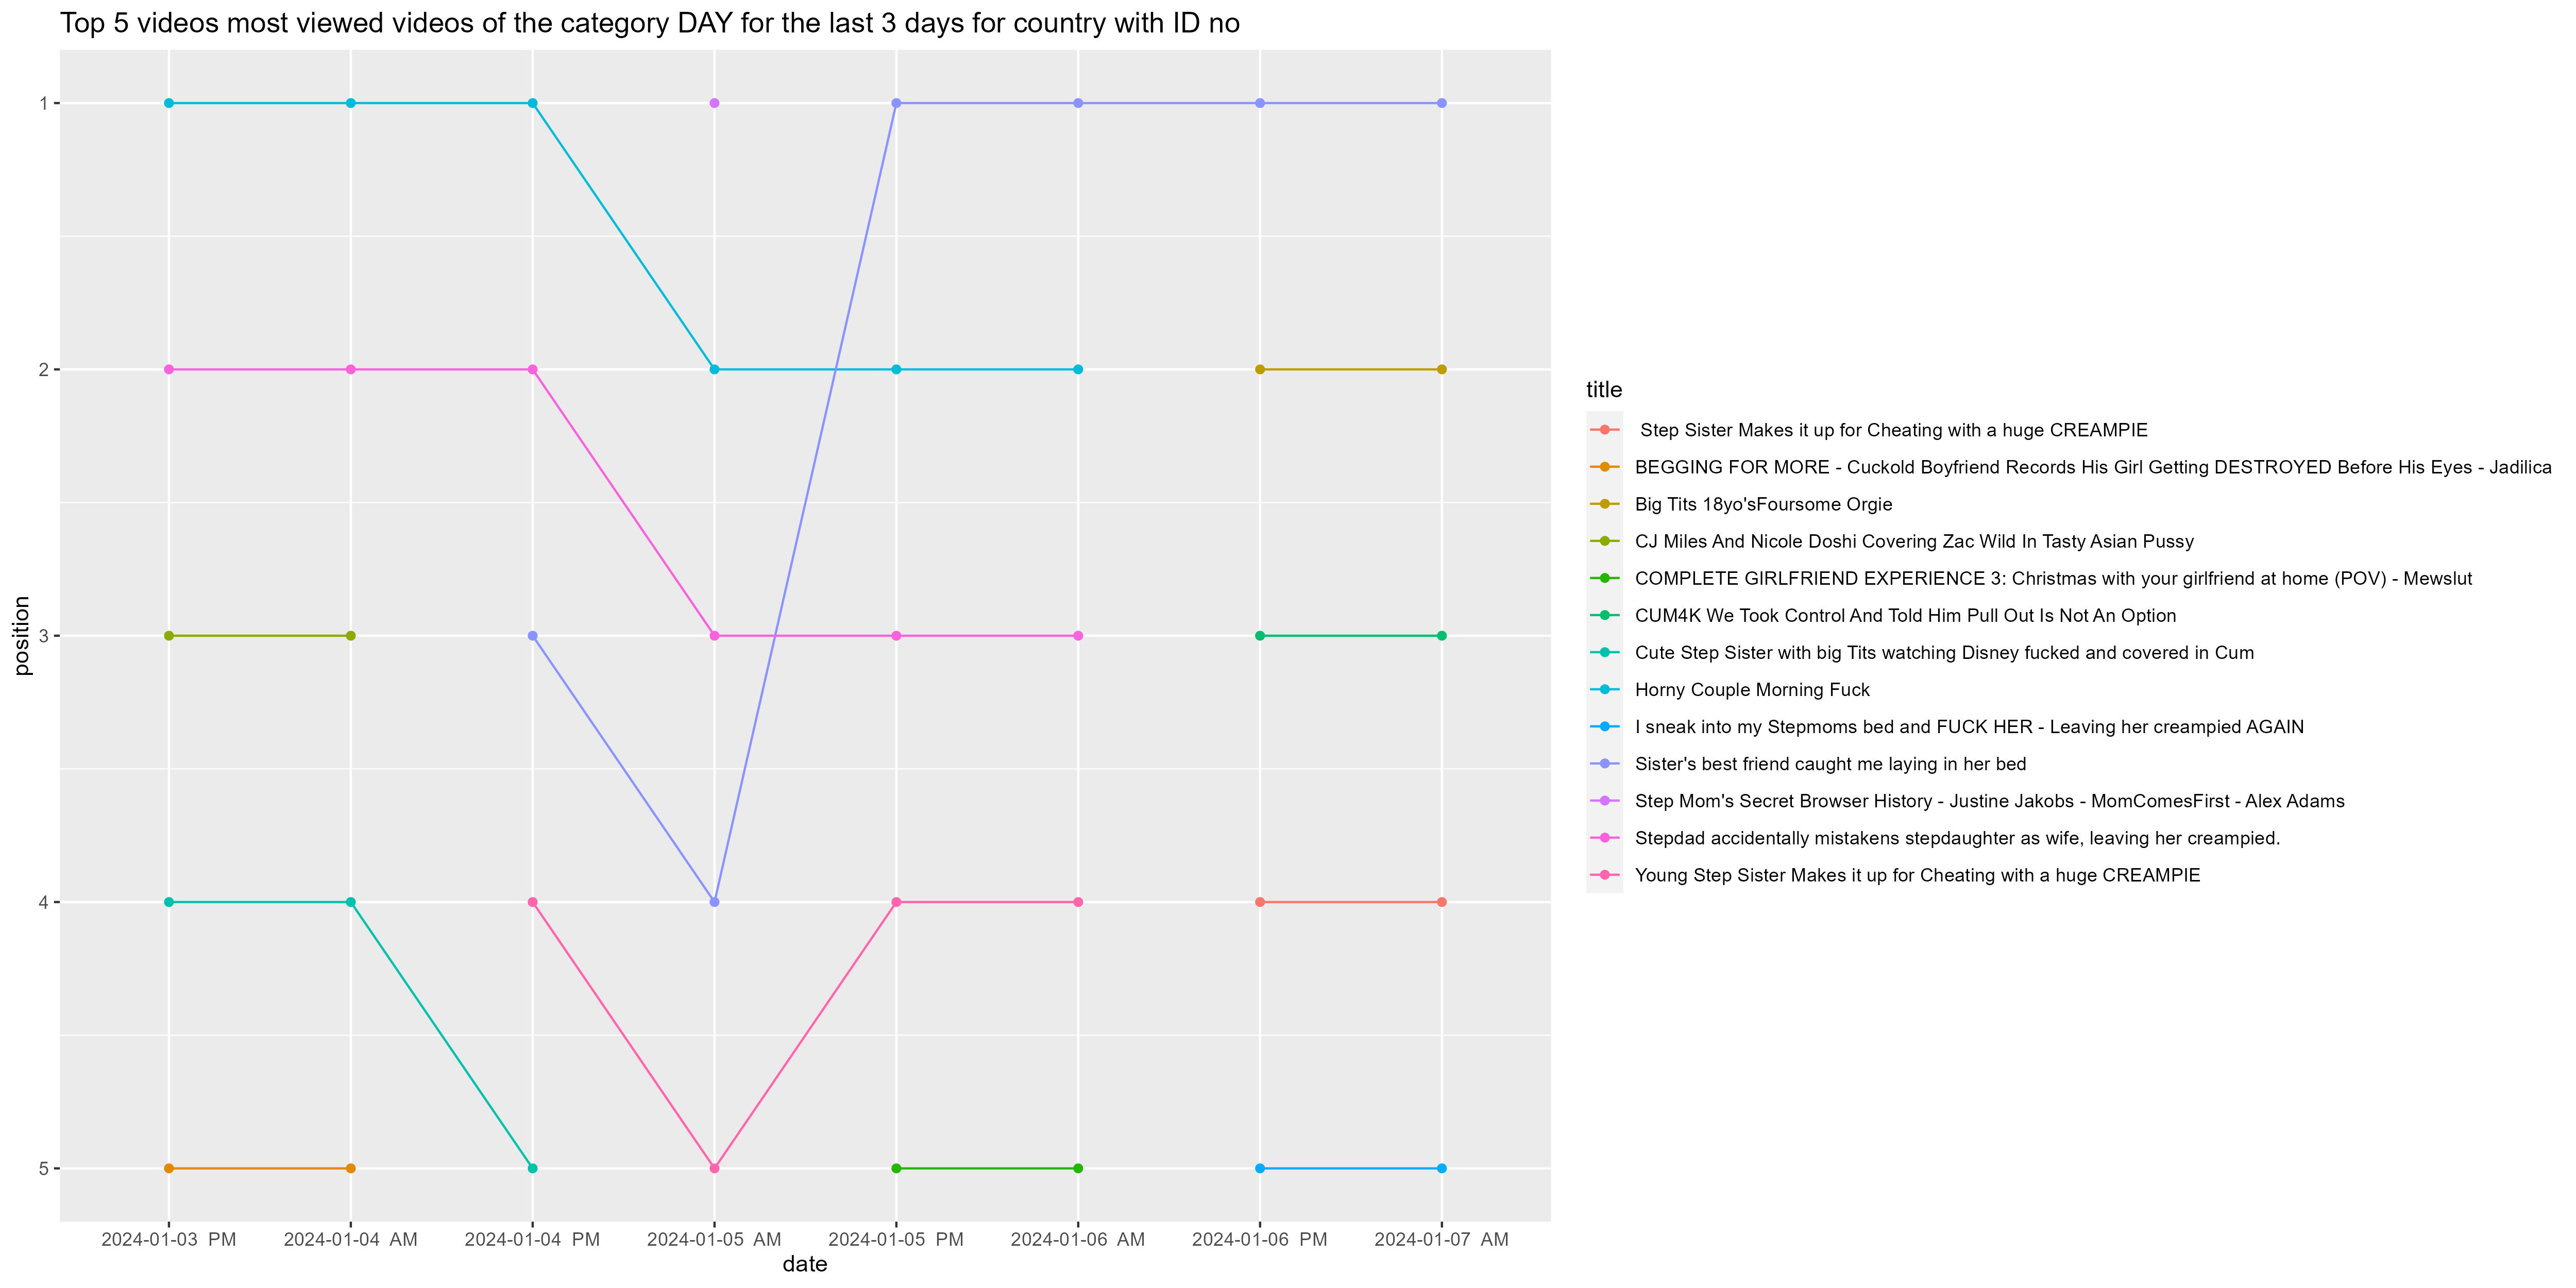 Top 5 videos most viewed videos of the category DAY for the last 3 days for country with ID no
1
2
3
4
5
position
2024-01-03  PM
2024-01-04  AM
2024-01-04  PM
2024-01-05  AM
2024-01-05  PM
2024-01-06  AM
2024-01-06  PM
2024-01-07  AM
date
title
Step Sister Makes it up for Cheating with a huge CREAMPIE
BEGGING FOR MORE - Cuckold Boyfriend Records His Girl Getting DESTROYED Before His Eyes - Jadilica
Big Tits 18yo'sFoursome Orgie
CJ Miles And Nicole Doshi Covering Zac Wild In Tasty Asian Pussy
COMPLETE GIRLFRIEND EXPERIENCE 3: Christmas with your girlfriend at home (POV) - Mewslut
CUM4K We Took Control And Told Him Pull Out Is Not An Option
Cute Step Sister with big Tits watching Disney fucked and covered in Cum
Horny Couple Morning Fuck
I sneak into my Stepmoms bed and FUCK HER - Leaving her creampied AGAIN
Sister's best friend caught me laying in her bed
Step Mom's Secret Browser History - Justine Jakobs - MomComesFirst - Alex Adams
Stepdad accidentally mistakens stepdaughter as wife, leaving her creampied.
Young Step Sister Makes it up for Cheating with a huge CREAMPIE